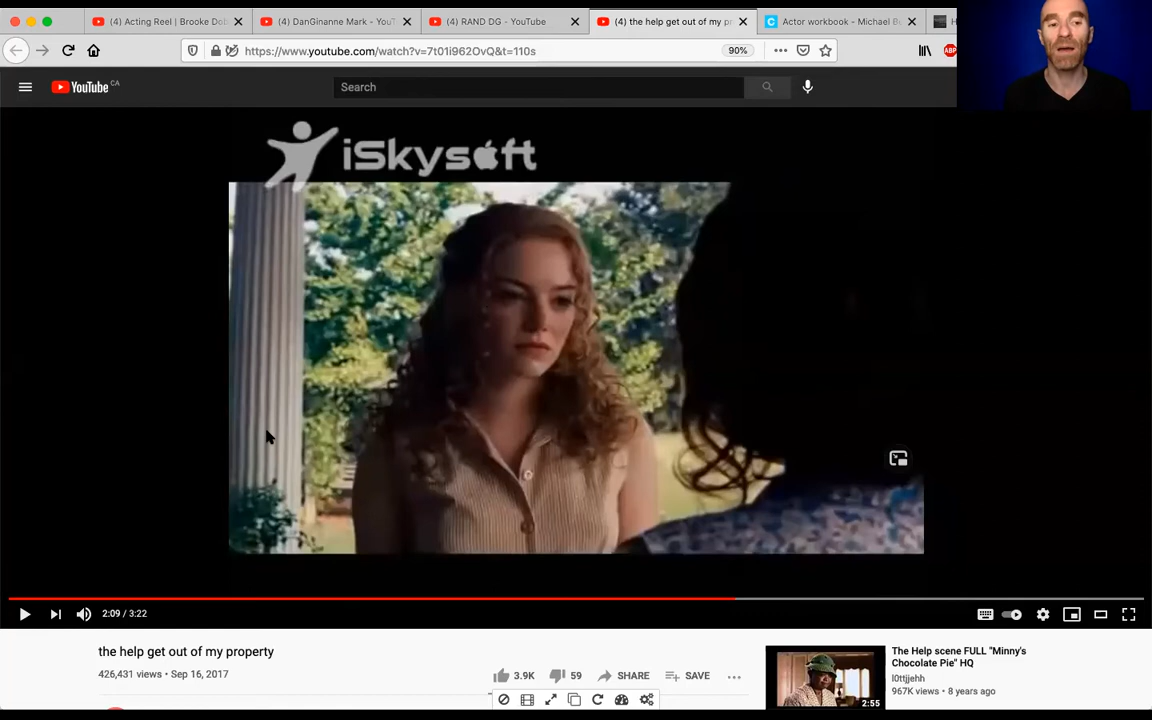 (4) Acting Reel | Brooke Dob
(4) DanGinanne Mark - YouT
(4) RAND DG - YouTube
(4) the help get out of my pr
Actor workbook - Michael B
https://www.youtube.com/watch?v=7t01i962OvQ&t=110s
90%
ABP
YouTube CA
Search
iSkysoft
2:09 / 3:22
the help get out of my property
426,431 views • Sep 16, 2017
3.9K
59
SHARE
SAVE
The Help scene FULL "Minny's
Chocolate Pie" HQ
l0ttjjehh
967K views • 8 years ago
2:55